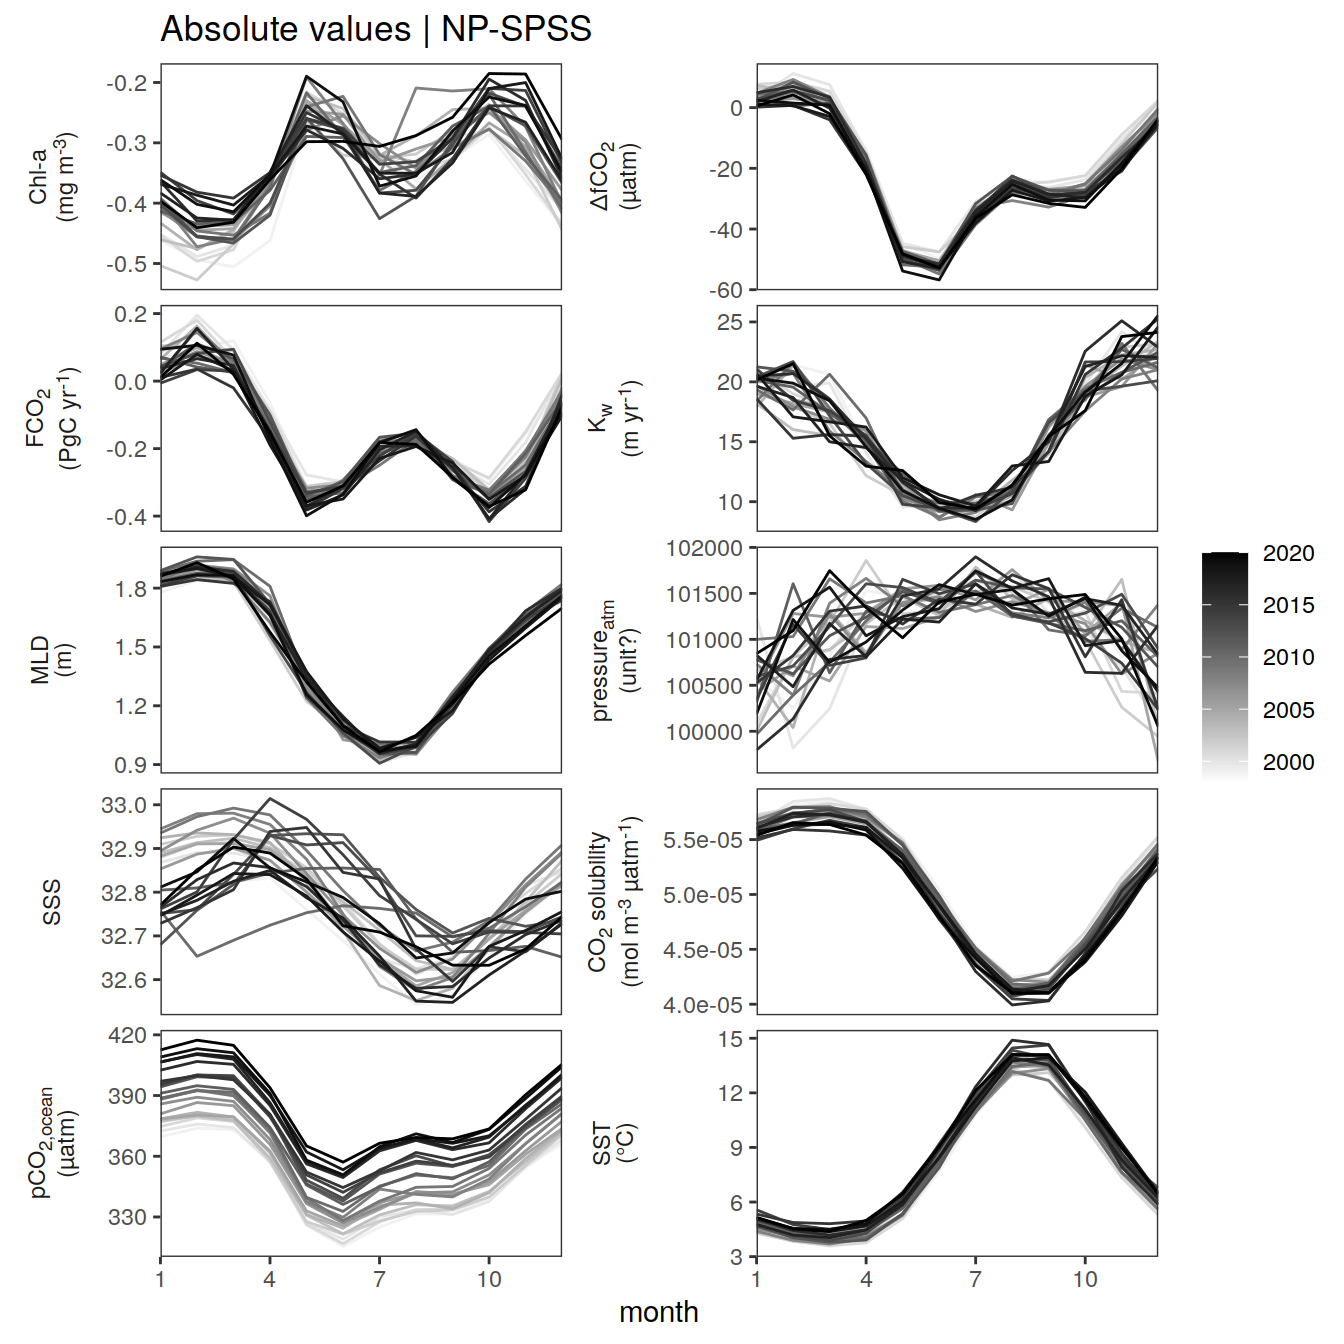 Absolute values | NP-SPSS
Chl-a
(mg m-3)
-0.2
-0.3
-0.4
-0.5
ΔfCO2
(µatm)
0
-20
-40
-60
FCO2
(PgC yr-1)
0.2
0.0
-0.2
-0.4
Kw
(m yr-1)
25
20
15
10
MLD
(m)
1.8
1.5
1.2
0.9
pressureatm
(unit?)
102000
101500
101000
100500
100000
SSS
33.0
32.9
32.8
32.7
32.6
CO2 solubility
(mol m-3 µatm-1)
5.5e-05
5.0e-05
4.5e-05
4.0e-05
pCO2,ocean
(µatm)
420
390
360
330
SST
(°C)
15
12
9
6
3
1 4 7 10
1 4 7 10
month
2020
2015
2010
2005
2000